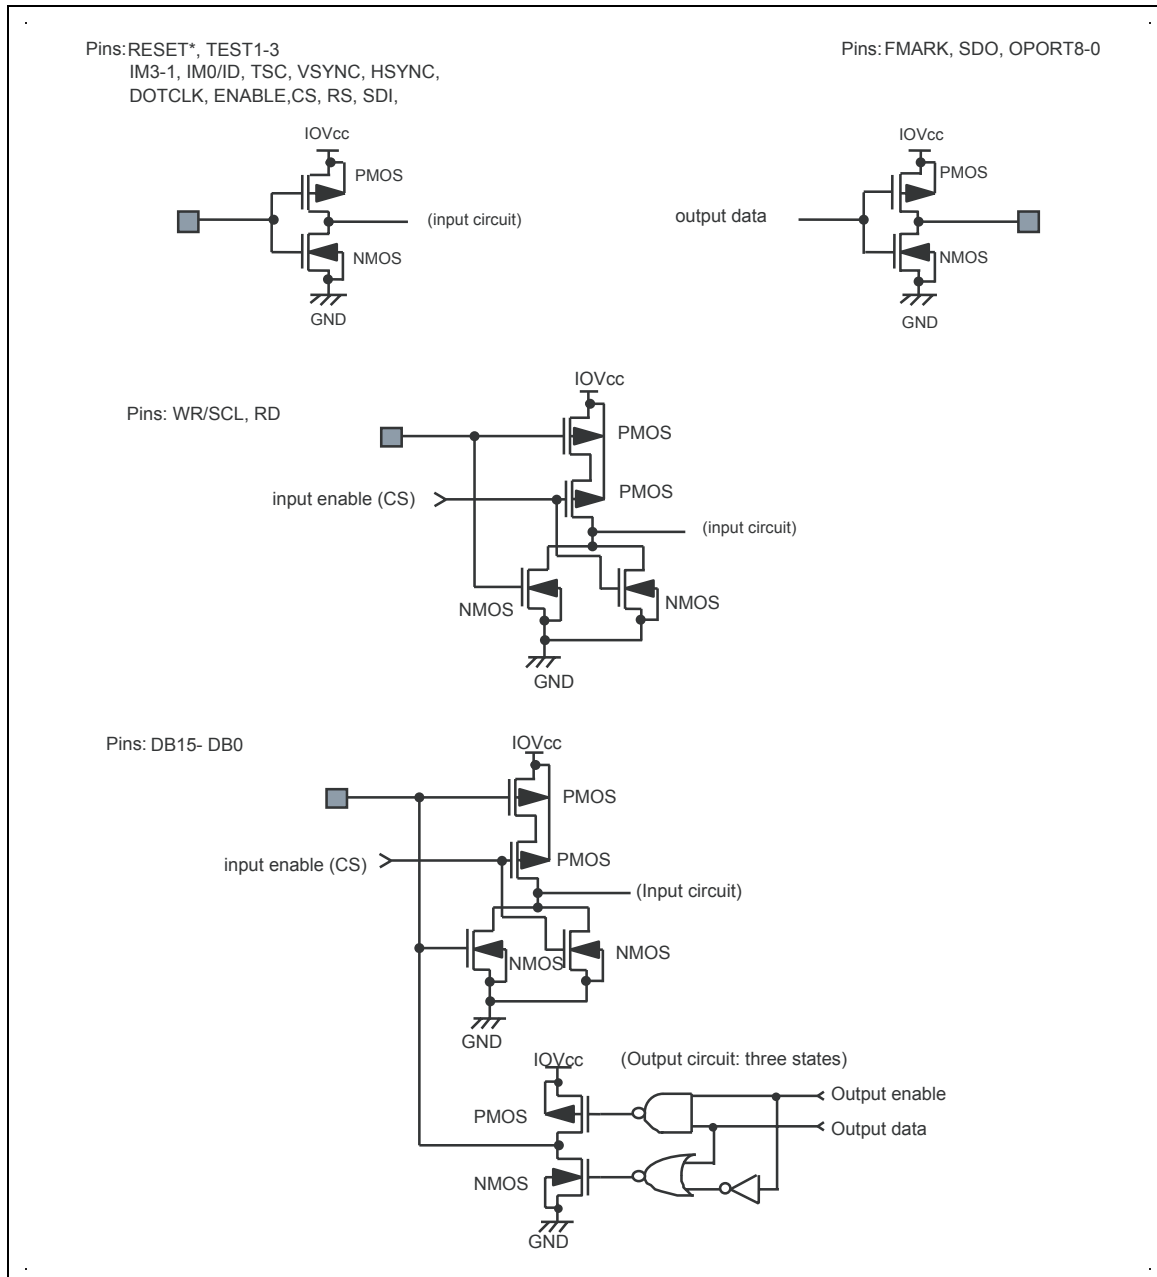 Pins: RESET*, TEST1-3
IM3-1, IM0/ID, TSC, VSYNC, HSYNC,
DOTCLK, ENABLE,CS, RS, SDI,
IOVcc
PMOS
(input circuit)
NMOS
GND
Pins: FMARK, SDO, OPORT8-0
IOVcc
PMOS
output data
NMOS
GND
Pins: WR/SCL, RD
IOVcc
PMOS
input enable (CS)
PMOS
(input circuit)
NMOS
NMOS
GND
Pins: DB15- DB0
IOVcc
PMOS
input enable (CS)
PMOS
(Input circuit)
NMOS
NMOS
GND
IOVcc
(Output circuit: three states)
Output enable
PMOS
Output data
NMOS
GND